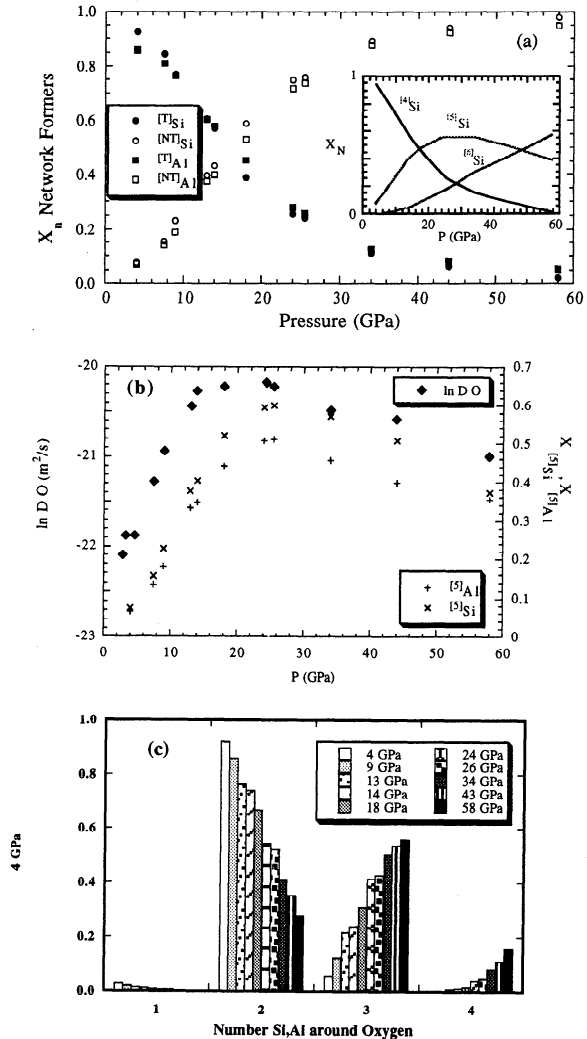 1.0
0.8
0.6
0.4
0.2
0.0
Xn Network Formers
(a)
[T]Si
[NT]Si
[T]Al
[NT]Al
1
XN
0
[4]Si
[5]Si
[6]Si
0 10 20 30 40 50 60
P (GPa)
0 10 20 30 40 50 60
Pressure (GPa)
(b)
-20
-21
-22
-23
ln D O (m2/s)
ln D O
0.7
0.6
0.5
0.4
0.3
0.2
0.1
0
X[5]Si, X[5]Al
[5]Al
[5]Si
0 10 20 30 40 50 60
P (GPa)
(c)
1.0
0.8
0.6
0.4
0.2
0.0
4 GPa
4 GPa 24 GPa
9 GPa 26 GPa
13 GPa 34 GPa
14 GPa 43 GPa
18 GPa 58 GPa
1 2 3 4
Number Si,Al around Oxygen